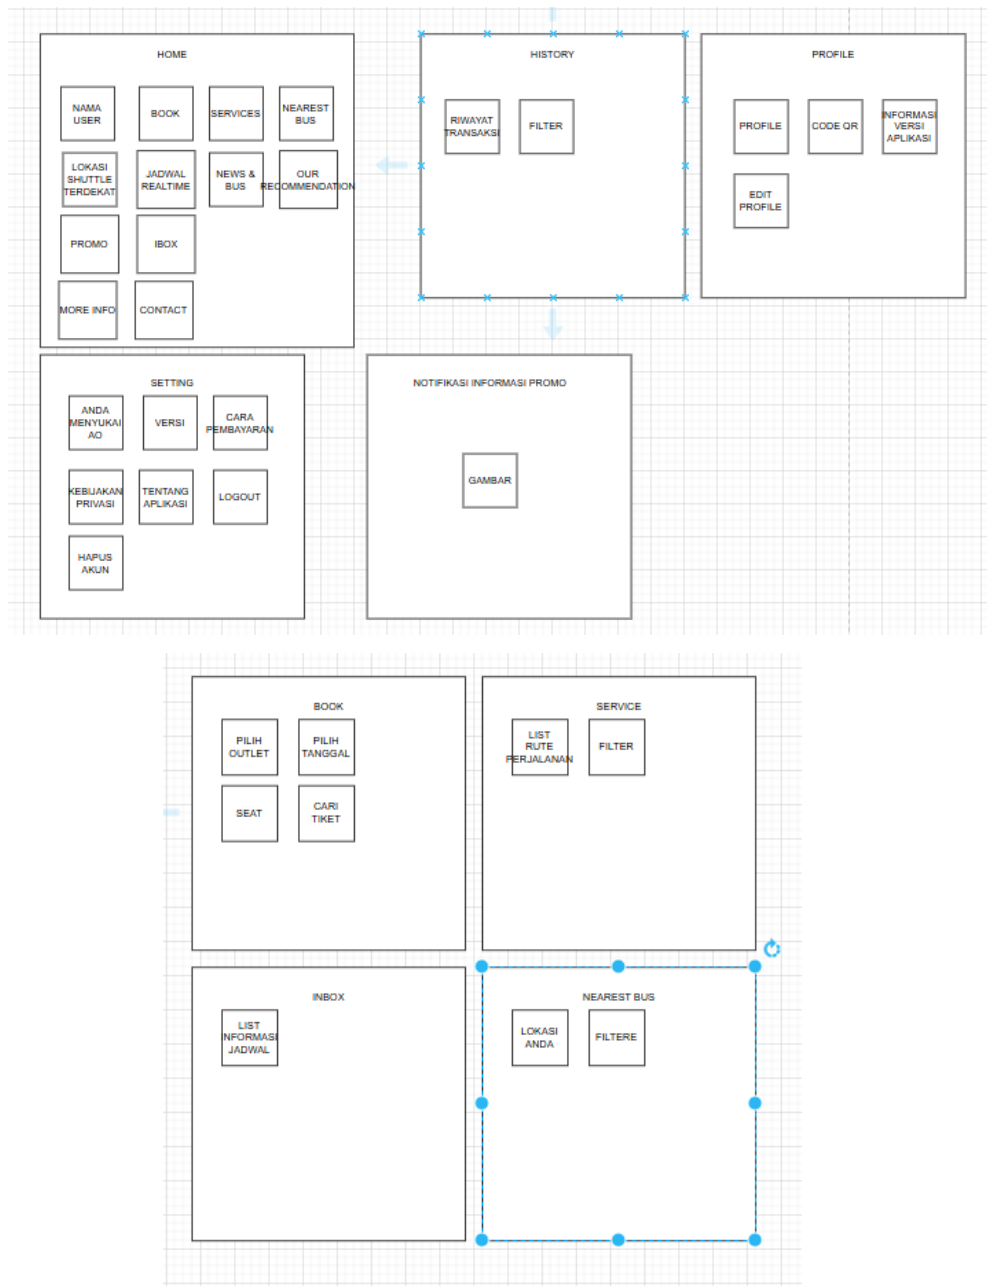 HOME
NAMA
USER
BOOK
SERVICES
NEAREST
BUS
LOKASI
SHUTTLE
TERDEKAT
JADWAL
REALTIME
NEWS &
BUS
OUR
RECOMMENDATION
PROMO
IBOX
MORE INFO
CONTACT
HISTORY
RIWAYAT
TRANSAKSI
FILTER
PROFILE
PROFILE
CODE QR
INFORMASI
VERSI
APLIKASI
EDIT
PROFILE
SETTING
ANDA
MENYUKAI
AO
VERSI
CARA
PEMBAYARAN
KEBIJAKAN
PRIVASI
TENTANG
APLIKASI
LOGOUT
HAPUS
AKUN
NOTIFIKASI INFORMASI PROMO
GAMBAR
BOOK
PILIH
OUTLET
PILIH
TANGGAL
SEAT
CARI
TIKET
SERVICE
LIST
RUTE
PERJALANAN
FILTER
INBOX
LIST
INFORMASI
JADWAL
NEAREST BUS
LOKASI
ANDA
FILTERE